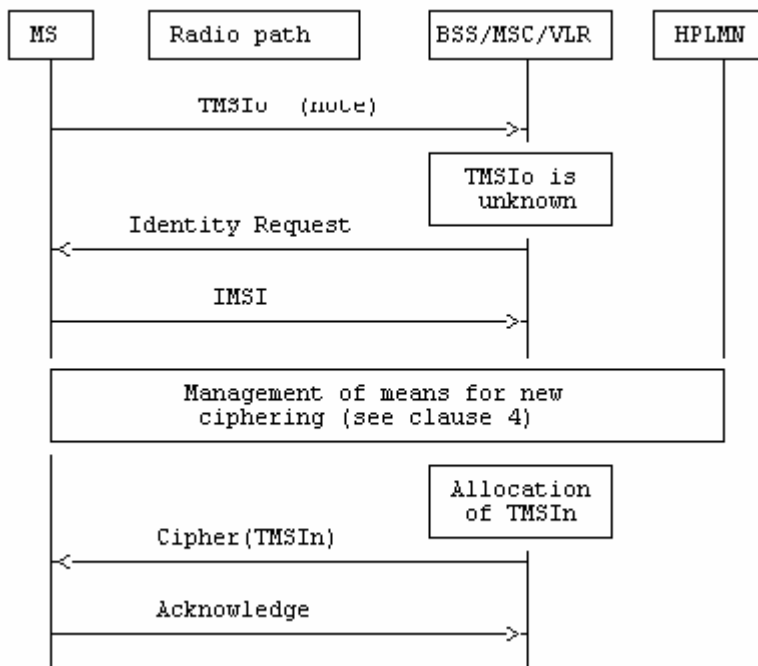 MS Radio path BSS/MSC/VLR HPLMN
TMSIo (note)
TMSIo is
unknown
Identity Request
IMSI
Management of means for new
ciphering (see clause 4)
Allocation
of TMSIn
Cipher(TMSIn)
Acknowledge